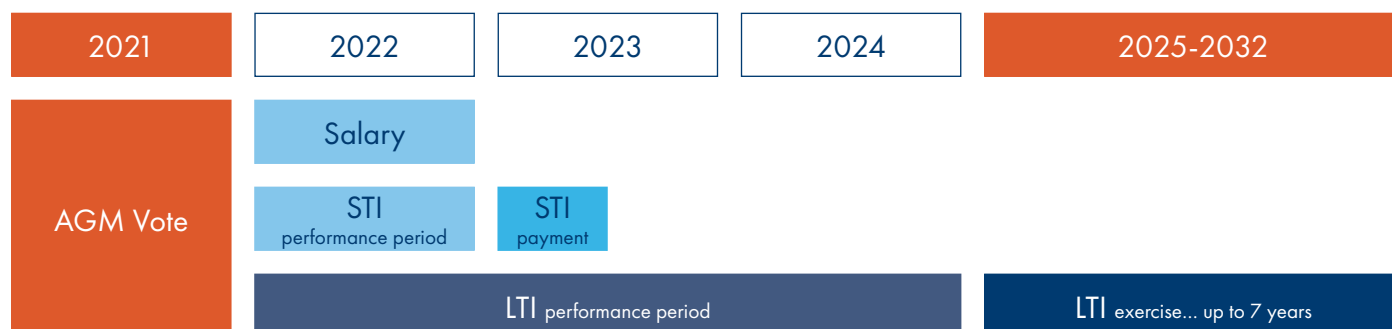 2021
2022
2023
2024
2025-2032
AGM Vote
Salary
STI
performance period
STI
payment
LTI performance period
LTI exercise... up to 7 years